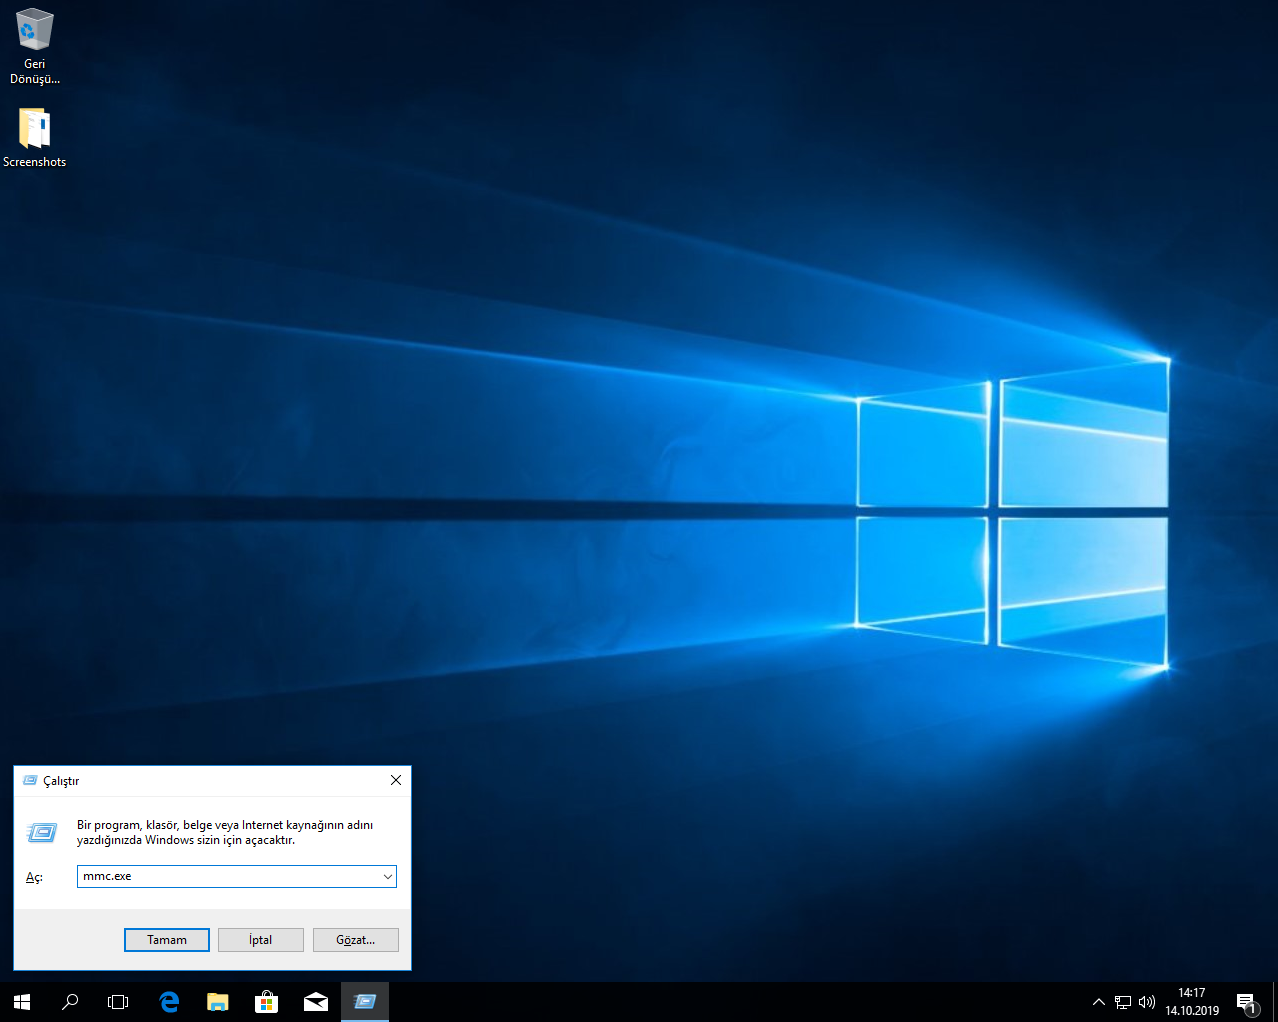 Geri
Dönüşü...
Screenshots
Çalıştır
Bir program, klasör, belge veya Internet kaynağının adını
yazdığınızda Windows sizin için açacaktır.
Aç:
mmc.exe
Tamam
İptal
Gözat...
14:17
14.10.2019
1